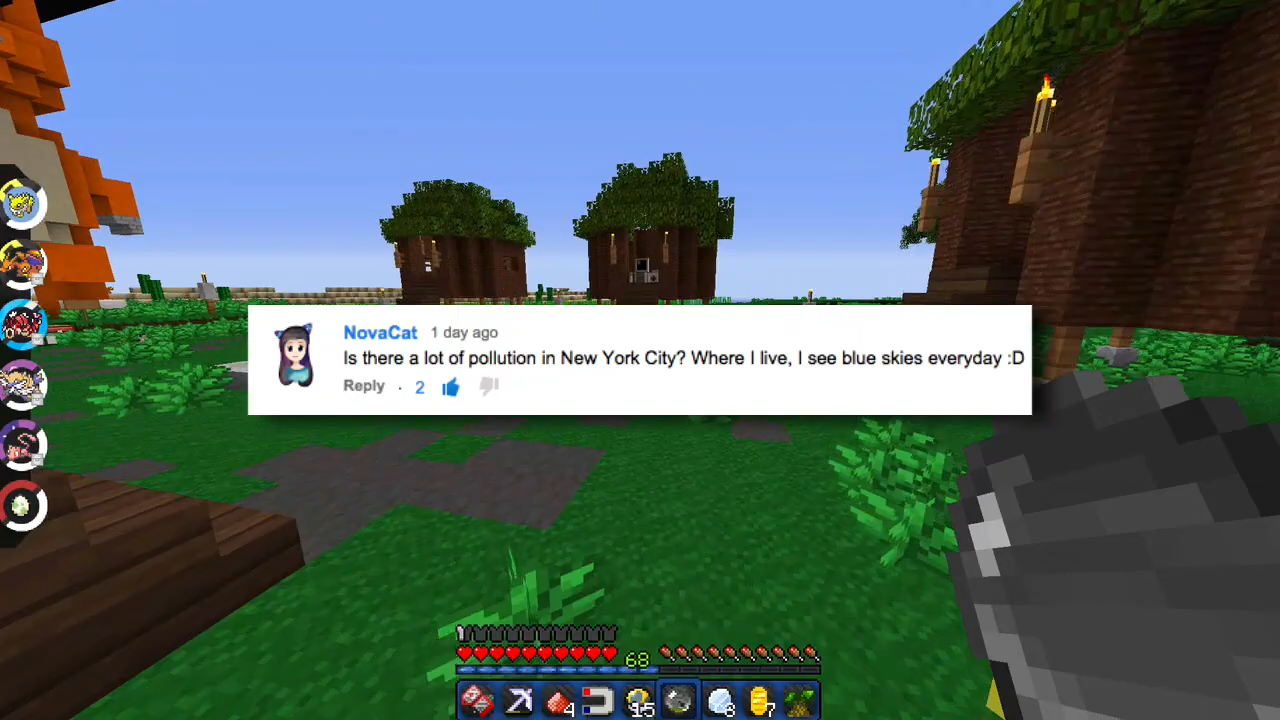 NovaCat 1 day ago
Is there a lot of pollution in New York City? Where I live, I see blue skies everyday :D
Reply · 2
68
4 15 8 7